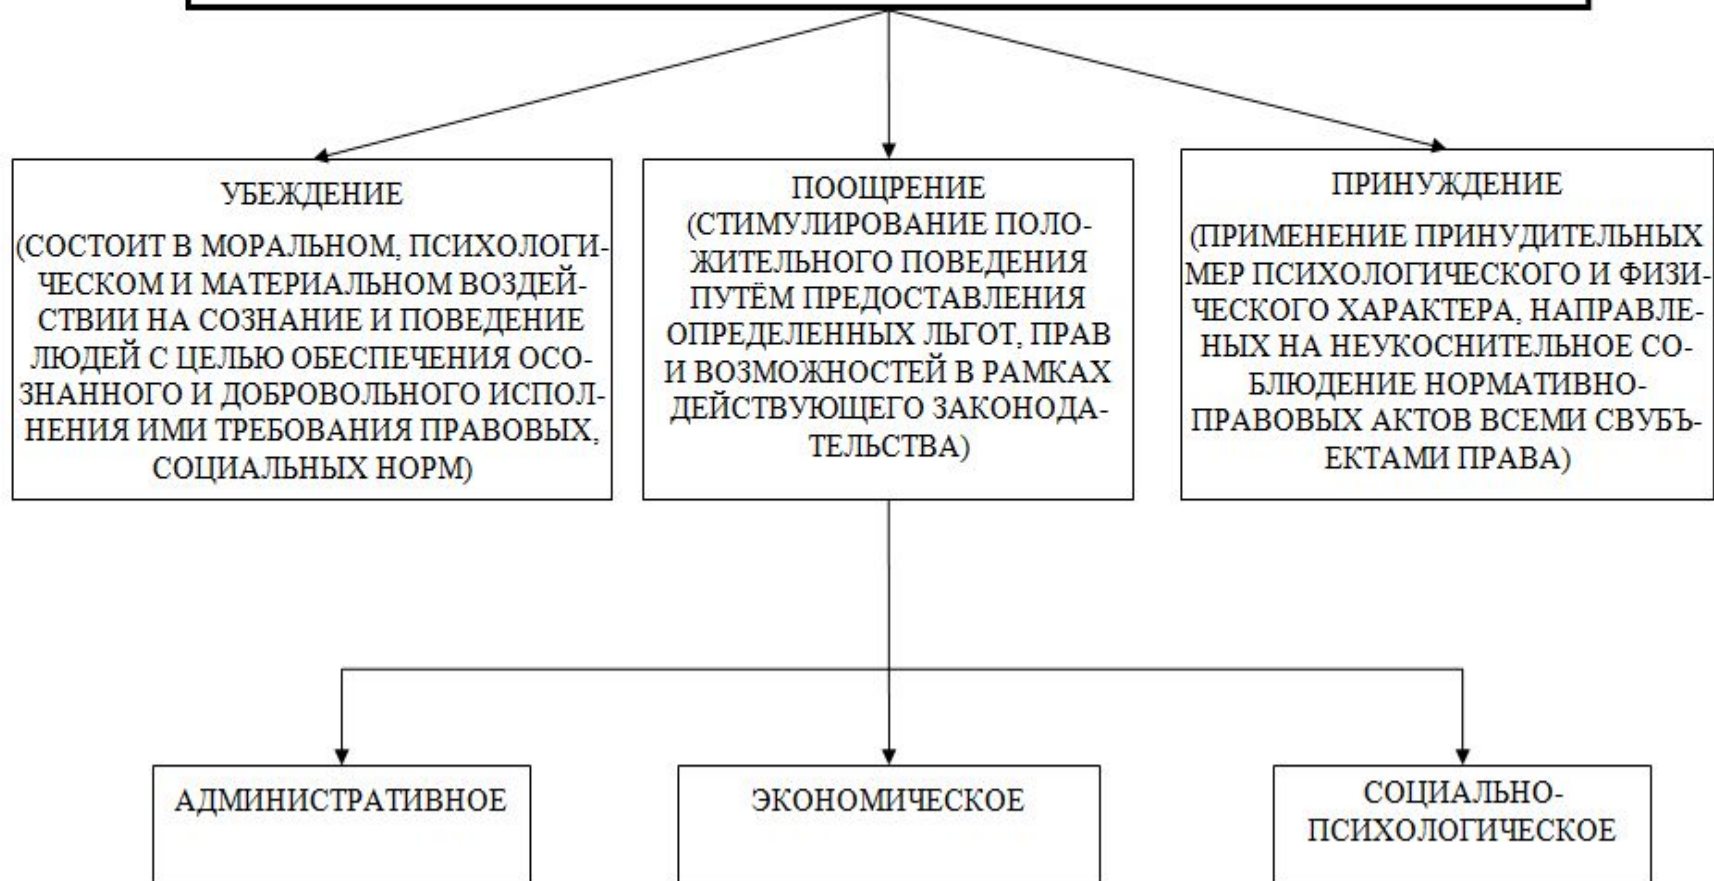 УБЕЖДЕНИЕ
(СОСТОИТ В МОРАЛЬНОМ, ПСИХОЛОГИ-
ЧЕСКОМ И МАТЕРИАЛЬНОМ ВОЗДЕЙ-
СТВИИ НА СОЗНАНИЕ И ПОВЕДЕНИЕ
ЛЮДЕЙ С ЦЕЛЬЮ ОБЕСПЕЧЕНИЯ ОСО-
ЗНАННОГО И ДОБРОВОЛЬНОГО ИСПОЛ-
НЕНИЯ ИМИ ТРЕБОВАНИЯ ПРАВОВЫХ,
СОЦИАЛЬНЫХ НОРМ)
ПООЩРЕНИЕ
(СТИМУЛИРОВАНИЕ ПОЛО-
ЖИТЕЛЬНОГО ПОВЕДЕНИЯ
ПУТЁМ ПРЕДОСТАВЛЕНИЯ
ОПРЕДЕЛЕННЫХ ЛЬГОТ, ПРАВ
И ВОЗМОЖНОСТЕЙ В РАМКАХ
ДЕЙСТВУЮЩЕГО ЗАКОНОДА-
ТЕЛЬСТВА)
ПРИНУЖДЕНИЕ
(ПРИМЕНЕНИЕ ПРИНУДИТЕЛЬНЫХ
МЕР ПСИХОЛОГИЧЕСКОГО И ФИЗИ-
ЧЕСКОГО ХАРАКТЕРА, НАПРАВЛЕ-
НЫХ НА НЕУКОСНИТЕЛЬНОЕ СО-
БЛЮДЕНИЕ НОРМАТИВНО-
ПРАВОВЫХ АКТОВ ВСЕМИ СВУБЪ-
ЕКТАМИ ПРАВА)
АДМИНИСТРАТИВНОЕ
ЭКОНОМИЧЕСКОЕ
СОЦИАЛЬНО-
ПСИХОЛОГИЧЕСКОЕ